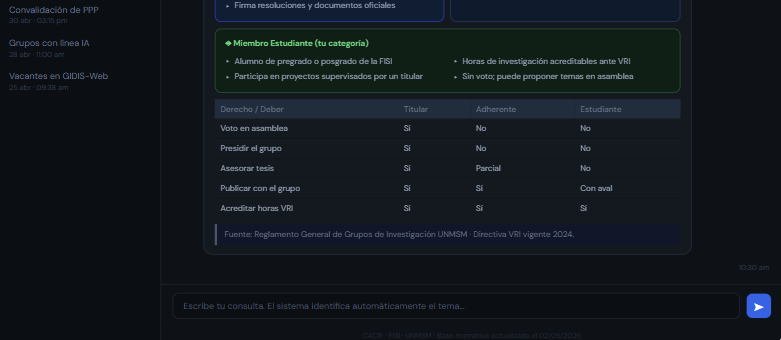 Convalidación de PPP
30 abr · 03:15 pm
Grupos con línea IA
28 abr · 11:00 am
Vacantes en GIDIS-Web
25 abr · 09:38 am
Firma resoluciones y documentos oficiales
Miembro Estudiante (tu categoría)
Alumno de pregrado o posgrado de la FISI
Horas de investigación acreditables ante VRI
Participa en proyectos supervisados por un titular
Sin voto; puede proponer temas en asamblea
Derecho / Deber Titular Adherente Estudiante
Voto en asamblea Sí No No
Presidir el grupo Sí No No
Asesorar tesis Sí Parcial No
Publicar con el grupo Sí Sí Con aval
Acreditar horas VRI Sí Sí Sí
Fuente: Reglamento General de Grupos de Investigación UNMSM · Directiva VRI vigente 2024.
10:30 am
Escribe tu consulta. El sistema identifica automáticamente el tema...